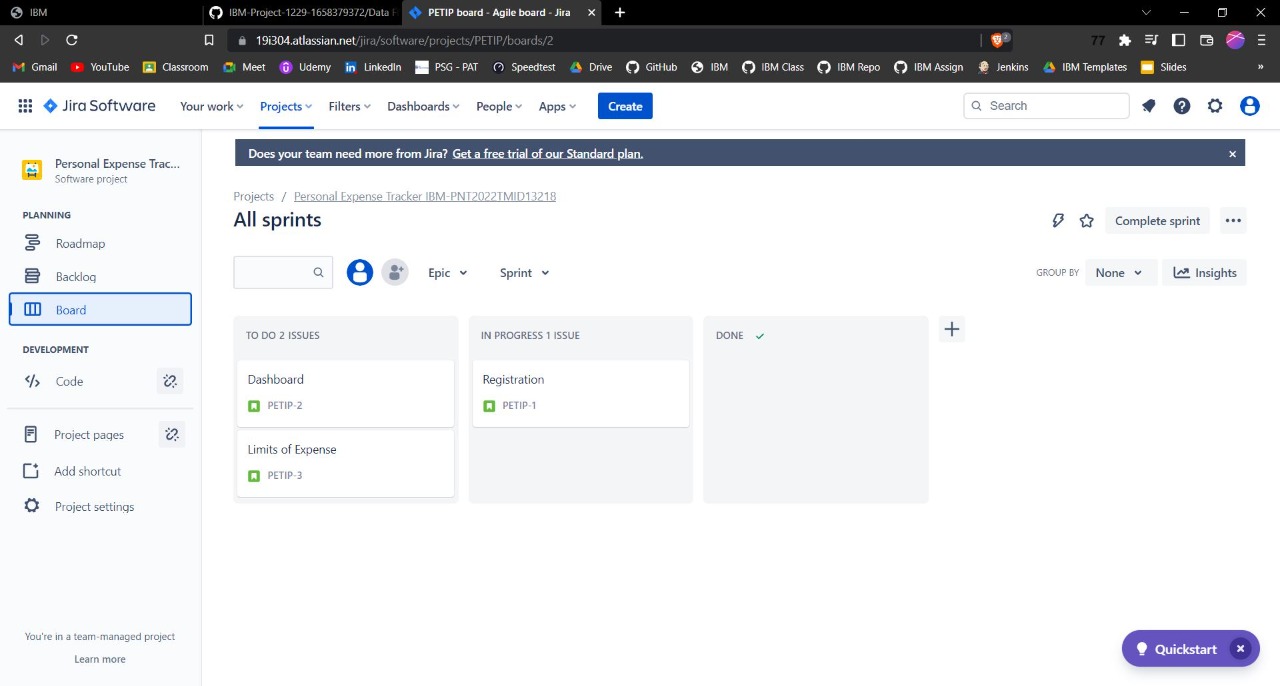 IBM
IBM-Project-1229-1658379372/Data F
PETIP board - Agile board - Jira
19i304.atlassian.net/jira/software/projects/PETIP/boards/2
2
77
Gmail YouTube Classroom Meet Udemy LinkedIn PSG - PAT Speedtest Drive GitHub IBM IBM Class IBM Repo IBM Assign Jenkins IBM Templates Slides »
Jira Software Your work Projects Filters Dashboards People Apps Create Search
Personal Expense Trac...
Software project
PLANNING
Roadmap
Backlog
Board
DEVELOPMENT
Code
Project pages
Add shortcut
Project settings
You're in a team-managed project
Learn more
Does your team need more from Jira? Get a free trial of our Standard plan.
Projects / Personal Expense Tracker IBM-PNT2022TMID13218
All sprints
Complete sprint
Epic Sprint
GROUP BY None Insights
TO DO 2 ISSUES
Dashboard
PETIP-2
Limits of Expense
PETIP-3
IN PROGRESS 1 ISSUE
Registration
PETIP-1
DONE
Quickstart